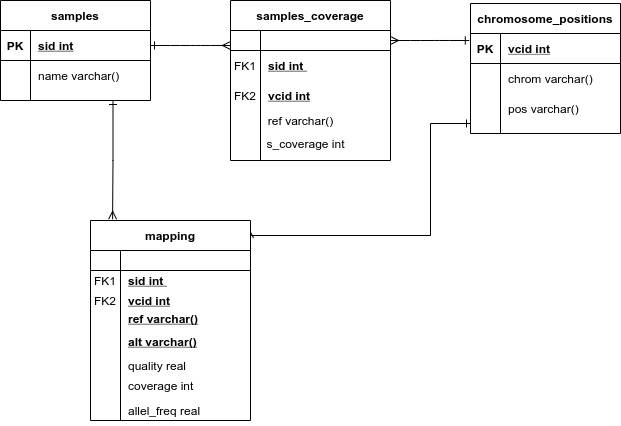 samples
PK sid int
name varchar()
samples_coverage
FK1 sid int
FK2 vcid int
ref varchar()
s_coverage int
chromosome_positions
PK vcid int
chrom varchar()
pos varchar()
mapping
FK1 sid int
FK2 vcid int
ref varchar()
alt varchar()
quality real
coverage int
allel_freq real